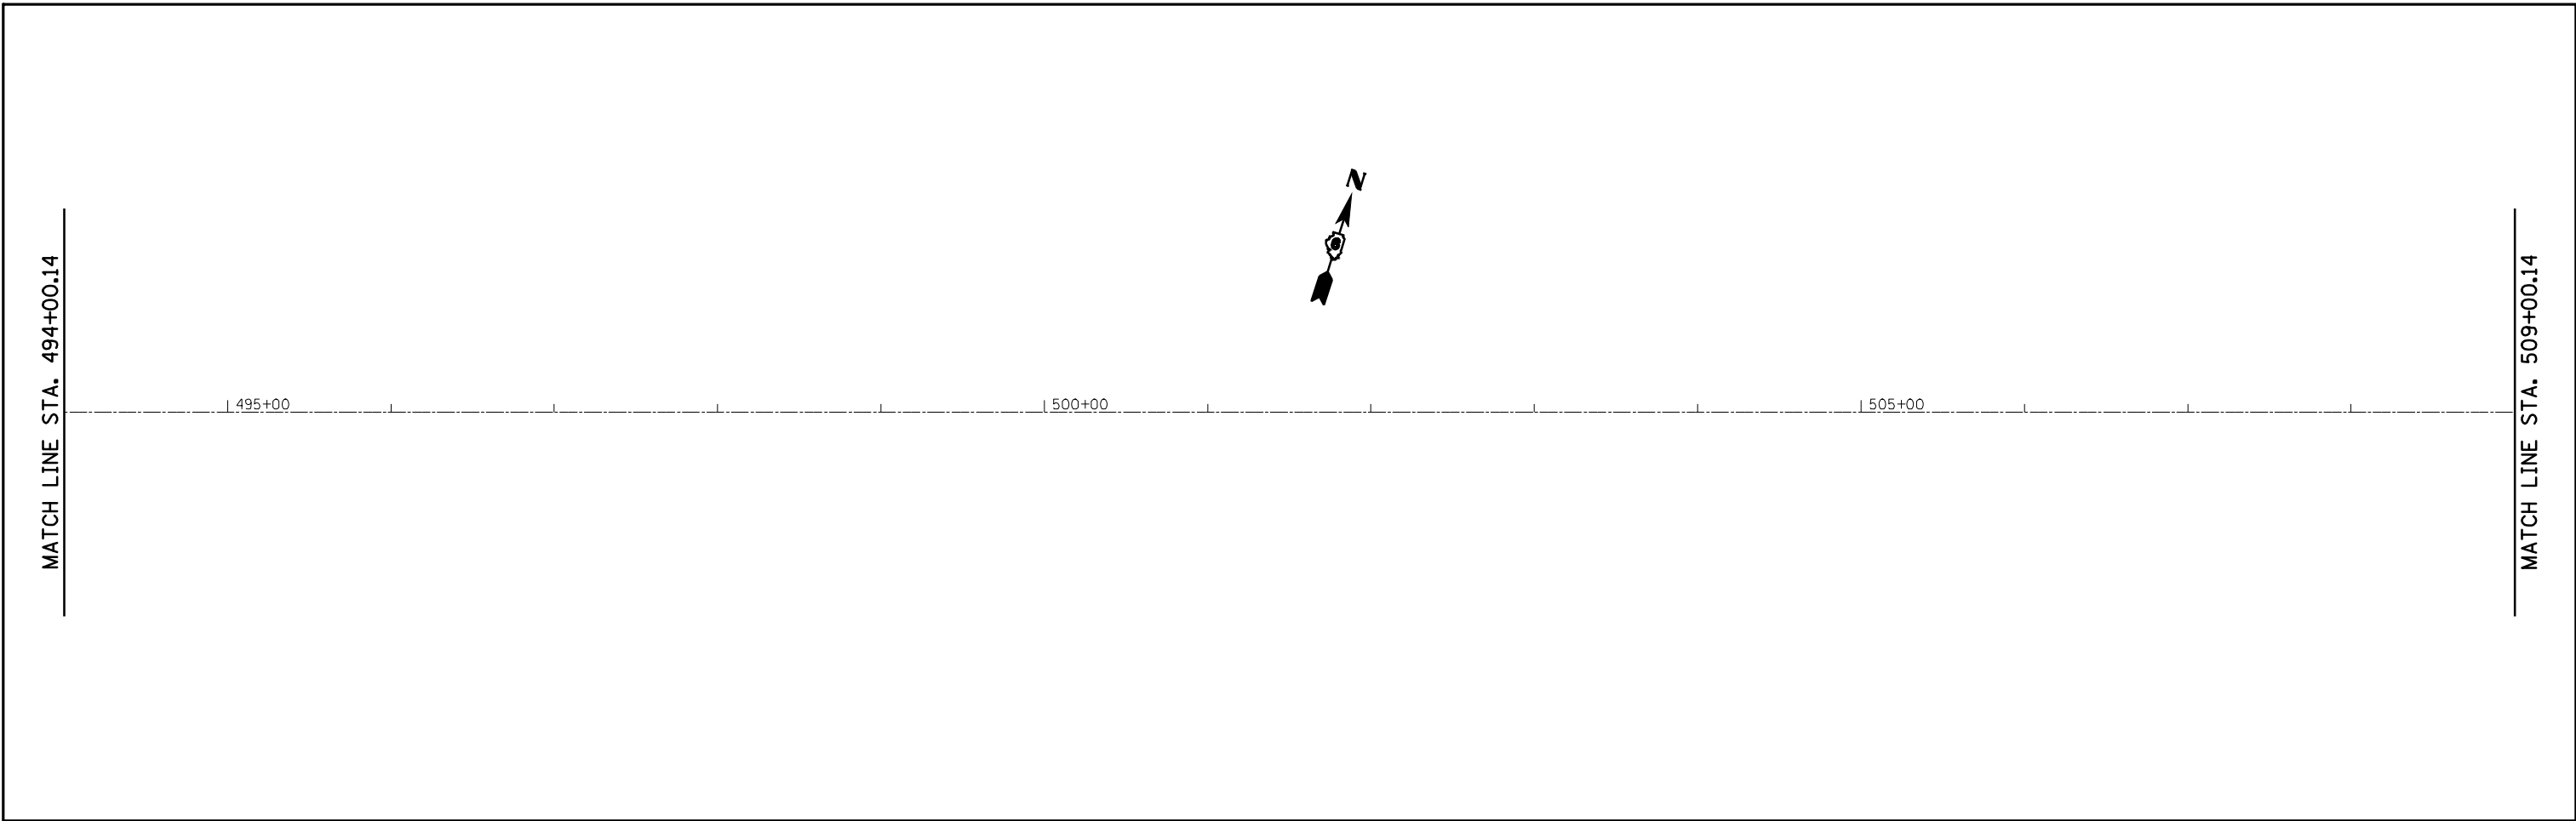 N
MATCH LINE STA. 494+00.14
495+00
500+00
505+00
MATCH LINE STA. 509+00.14